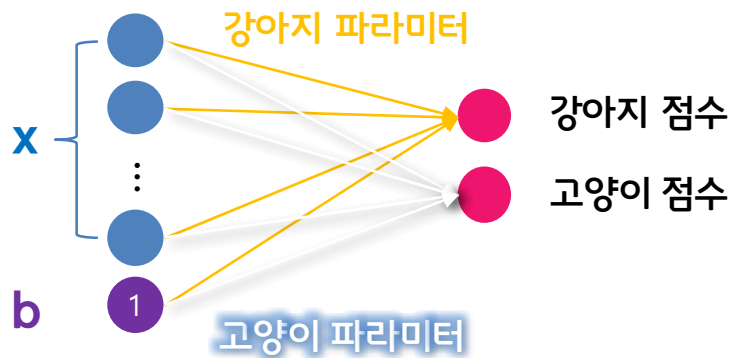 강아지 파라미터
x
⋮
강아지 점수
고양이 점수
b
1
고양이 파라미터